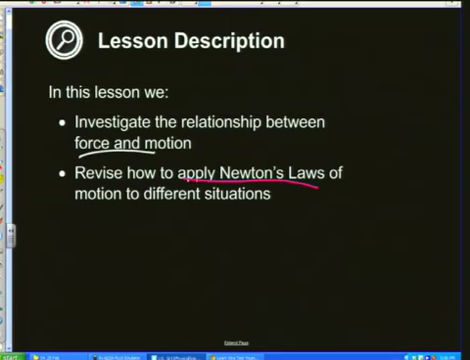 Lesson Description
In this lesson we:
• Investigate the relationship between
force and motion
• Revise how to apply Newton's Laws of
motion to different situations
start